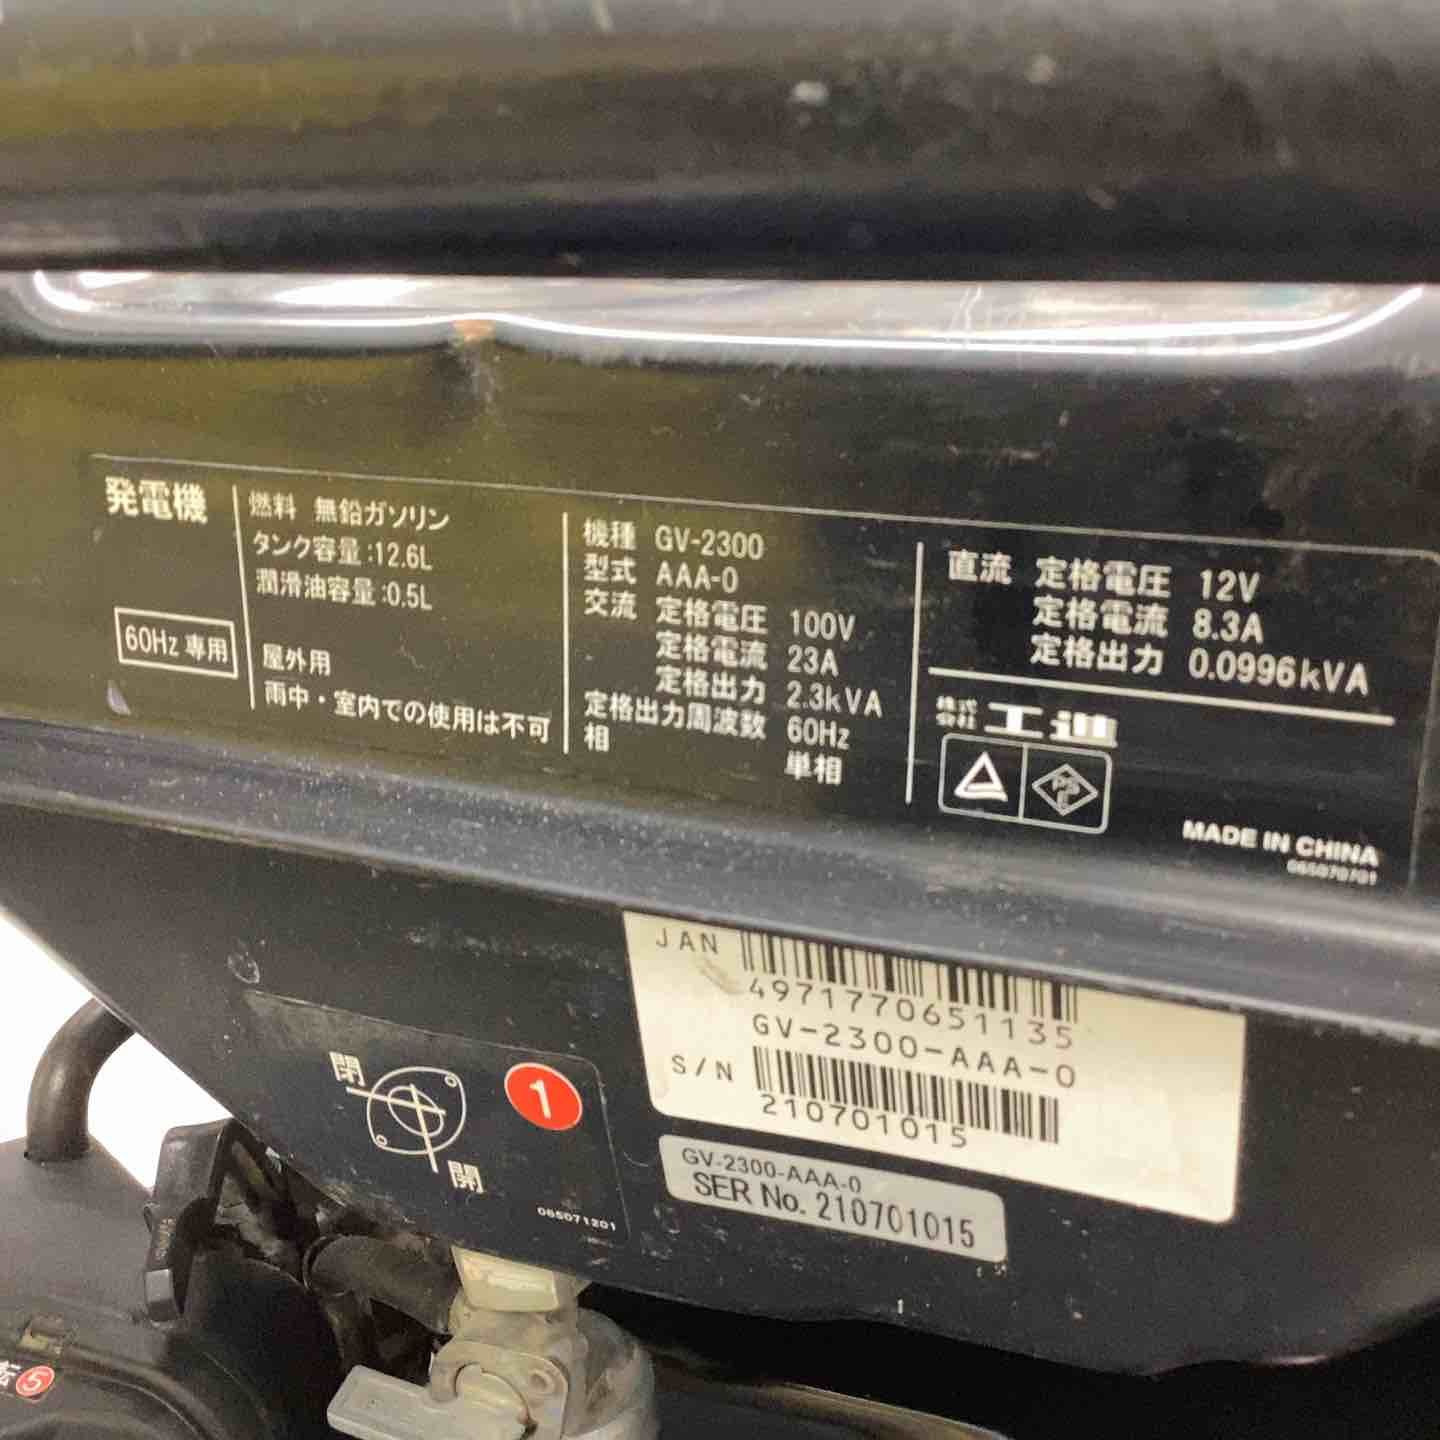 発電機
60Hz 専用
燃料 無鉛ガソリン
タンク容量:12.6L
潤滑油容量:0.5L
屋外用
雨中・室内での使用は不可
機種 GV-2300
型式 AAA-0
交流 定格電圧 100V
定格電流 23A
定格出力 2.3kVA
定格出力周波数 60Hz
相 単相
直流 定格電圧 12V
定格電流 8.3A
定格出力 0.0996kVA
株式会社 工進
PSE
MADE IN CHINA
065070701
JAN
4971770651135
GV-2300-AAA-0
S/N
210701015
GV-2300-AAA-0
SER No. 210701015
閉
開
1
065071201
転 5